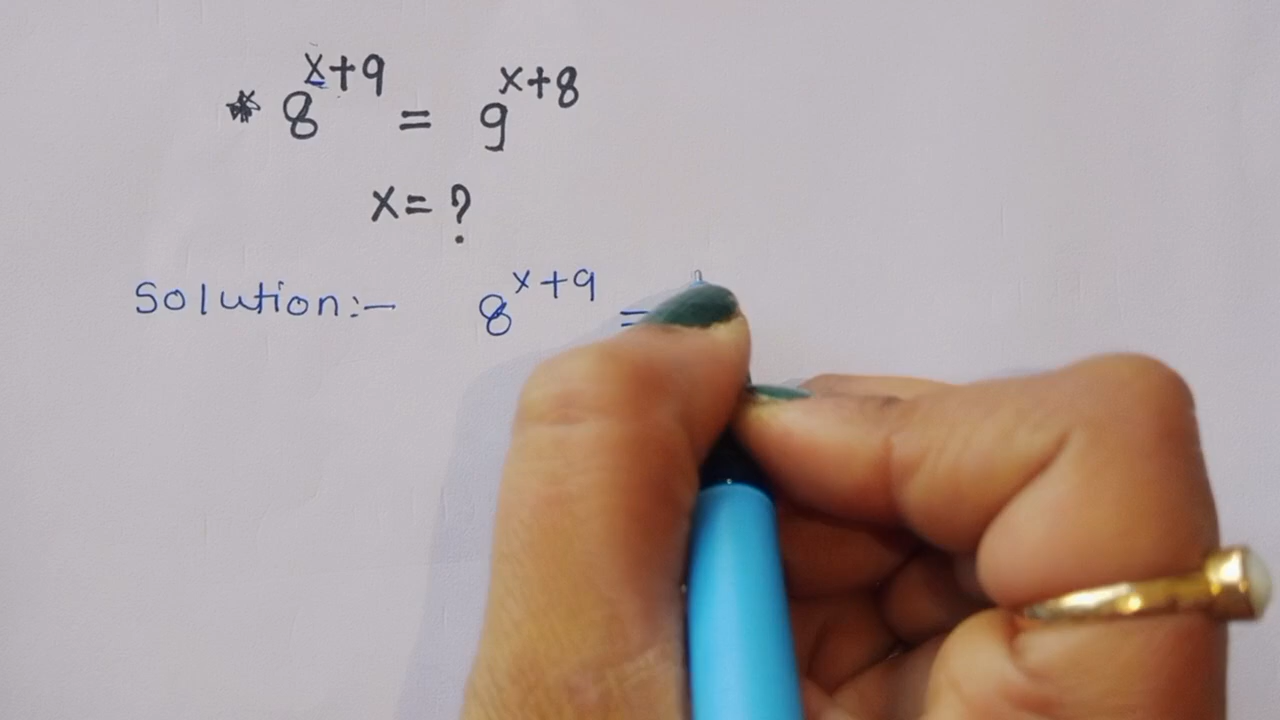 * 8^{x+9} = 9^{x+8}
x = ?
Solution:- 8^{x+9} =